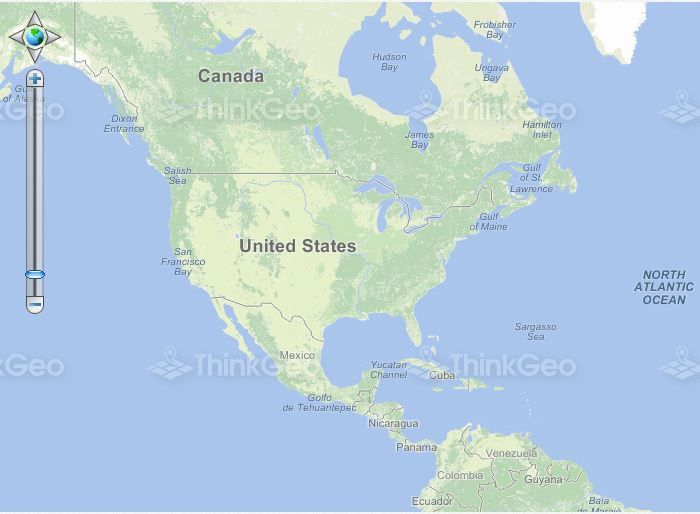 Frobisher
Bay
Hudson
Bay
Ungava
Bay
Canada
Gulf
of Alaska
ThinkGeo
ThinkGeo
ThinkGeo
Dixon
Entrance
James
Bay
Hamilton
Inlet
Salish
Sea
Gulf
of St.
Lawrence
Gulf
of Maine
United States
San
Francisco
Bay
NORTH
ATLANTIC
OCEAN
Sargasso
Sea
Mexico
ThinkGeo
ThinkGeo
ThinkGeo
Yucatan
Channel
Cuba
Golfo
de Tehuantepec
Nicaragua
Panama
Venezuela
Colombia
Guyana
Ecuador
Baia